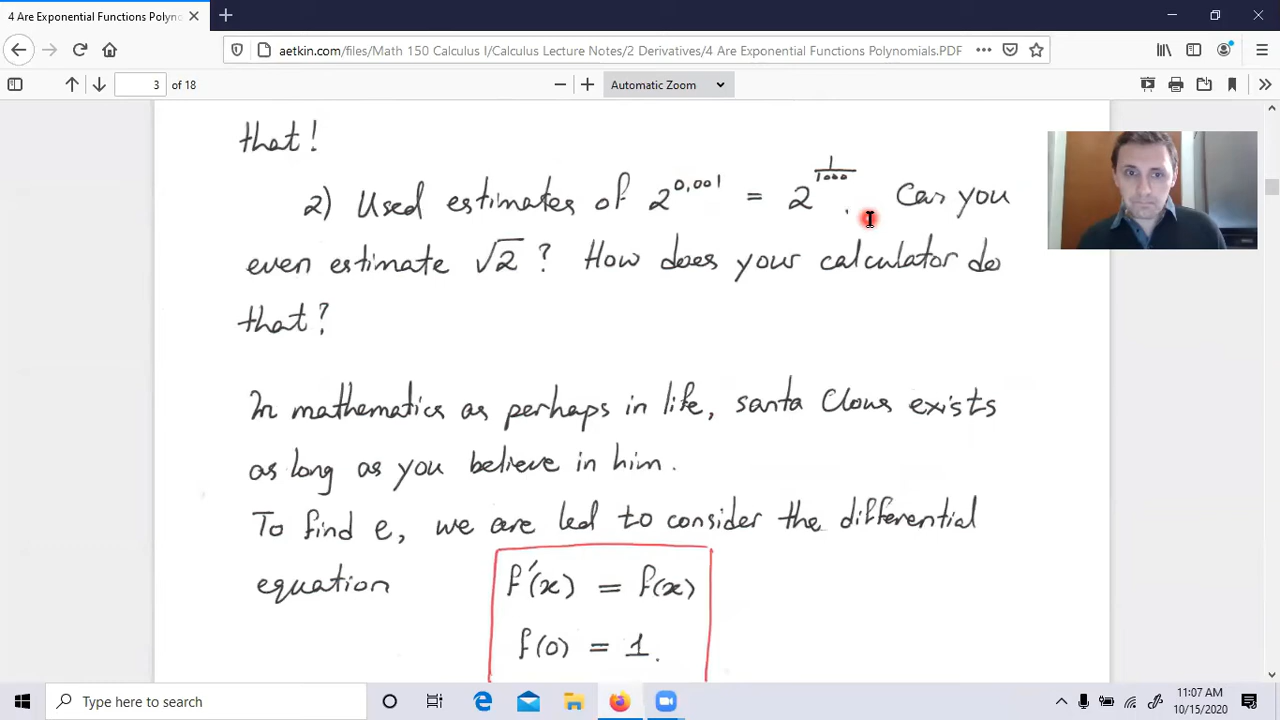 4 Are Exponential Functions Polyno
aetkin.com/files/Math 150 Calculus I/Calculus Lecture Notes/2 Derivatives/4 Are Exponential Functions Polynomials.PDF
3 of 18
Automatic Zoom
that!
2) Used estimates of 2^0,001 = 2^(1/1000). Can you
even estimate √2? How does your calculator do
that?
In mathematics as perhaps in life, santa Claus exists
as long as you believe in him.
To find e, we are led to consider the differential
equation
f'(x) = f(x)
f(0) = 1.
Type here to search
11:07 AM
10/15/2020